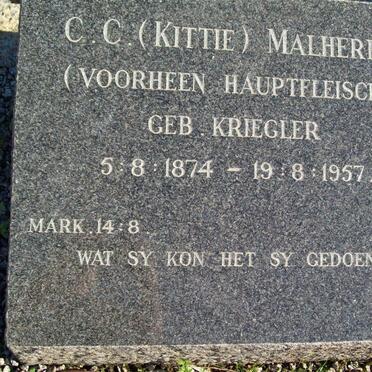 C.C.(KITTIE) MALHER
(VOORHEEN HAUPTFLEISC
GEB. KRIEGLER
5:8:1874 – 19:8:1957.
MARK.14:8.
WAT SY KON HET SY GEDOEN